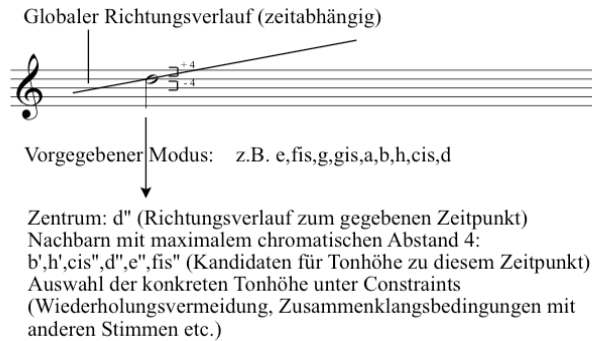 Globaler Richtungsverlauf (zeitabhängig)
+4
-4
Vorgegebener Modus: z.B. e,fis,g,gis,a,b,h,cis,d
Zentrum: d" (Richtungsverlauf zum gegebenen Zeitpunkt)
Nachbarn mit maximalem chromatischen Abstand 4:
b',h',cis",d",e",fis" (Kandidaten für Tonhöhe zu diesem Zeitpunkt)
Auswahl der konkreten Tonhöhe unter Constraints
(Wiederholungsvermeidung, Zusammenklangsbedingungen mit
anderen Stimmen etc.)